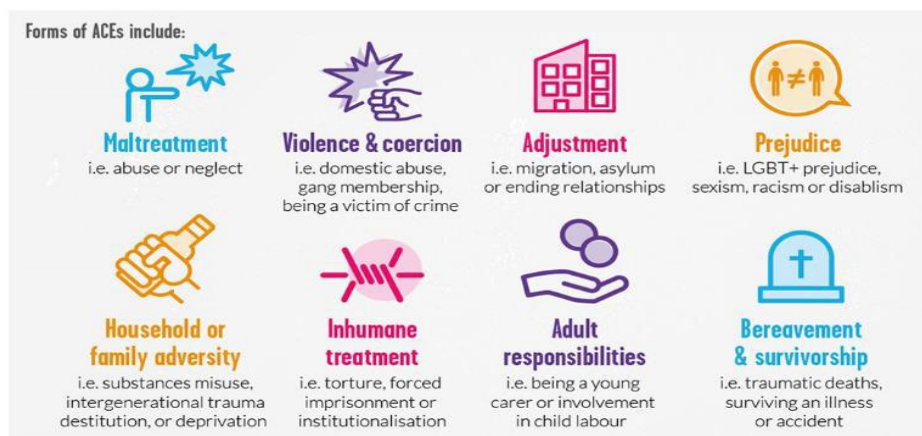 Forms of ACEs include:
Maltreatment
i.e. abuse or neglect
Violence & coercion
i.e. domestic abuse,
gang membership,
being a victim of crime
Adjustment
i.e. migration, asylum
or ending relationships
Prejudice
i.e. LGBT+ prejudice,
sexism, racism or disablism
Household or
family adversity
i.e. substances misuse,
intergenerational trauma
destitution, or deprivation
Inhumane
treatment
i.e. torture, forced
imprisonment or
institutionalisation
Adult
responsibilities
i.e. being a young
carer or involvement
in child labour
Bereavement
& survivorship
i.e. traumatic deaths,
surviving an illness
or accident